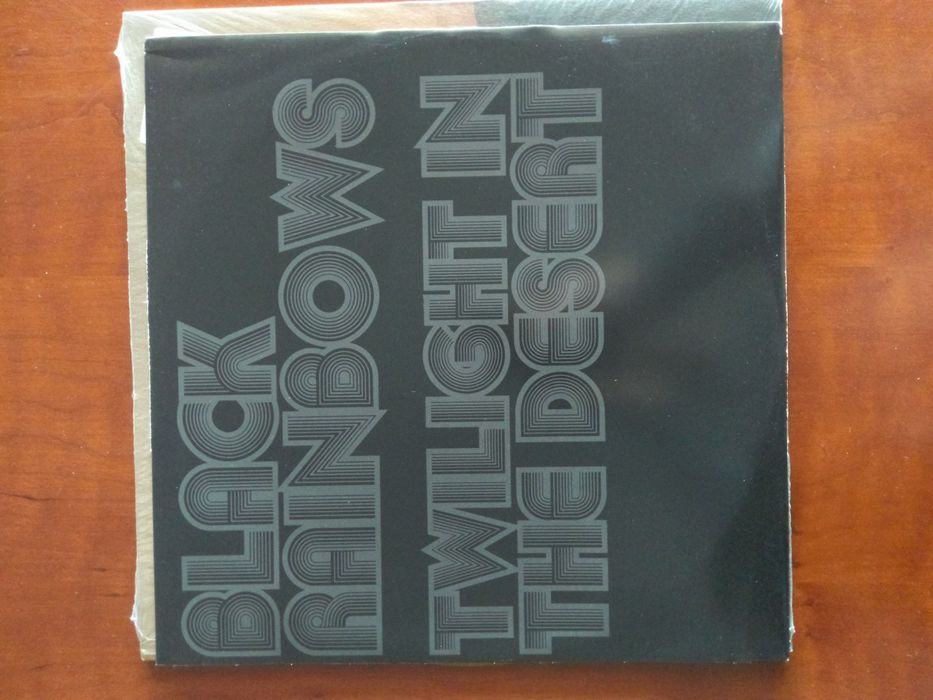 BLACK
RAINBOWS
TWILIGHT IN
THE DESERT